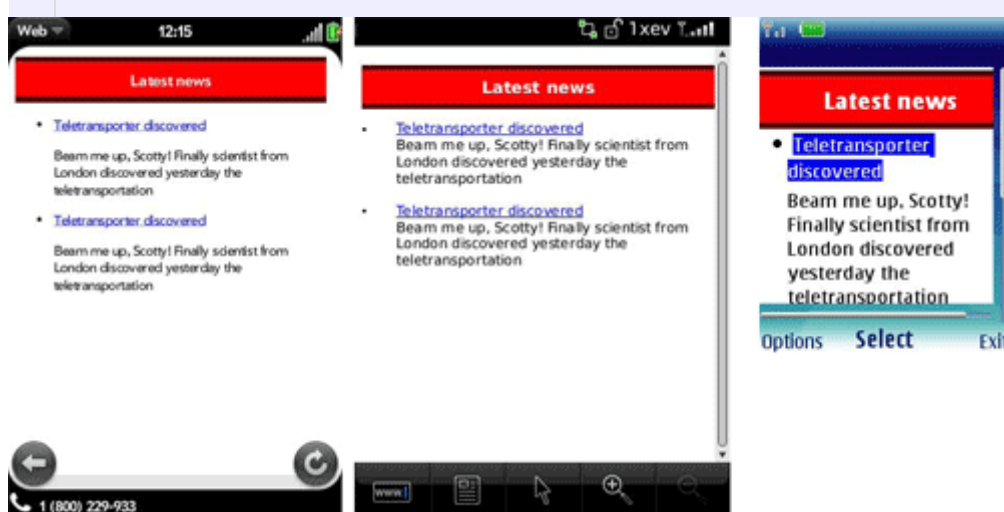 Web
12:15
Latest news
• Teletransporter discovered
Beam me up, Scotty! Finally scientist from
London discovered yesterday the
teletransportation
• Teletransporter discovered
Beam me up, Scotty! Finally scientist from
London discovered yesterday the
teletransportation
1 (800) 229-933
1xev
Latest news
• Teletransporter discovered
Beam me up, Scotty! Finally scientist from
London discovered yesterday the
teletransportation
• Teletransporter discovered
Beam me up, Scotty! Finally scientist from
London discovered yesterday the
teletransportation
www.
Latest news
• Teletransporter
discovered
Beam me up, Scotty!
Finally scientist from
London discovered
yesterday the
teletransportation
Options Select Exit